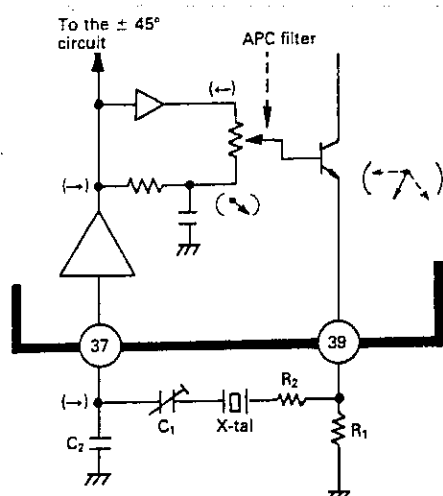 To the ± 45°
circuit
APC filter
(←)
(→)
37
39
(→)
C₁
X-tal
R₂
R₁
C₂